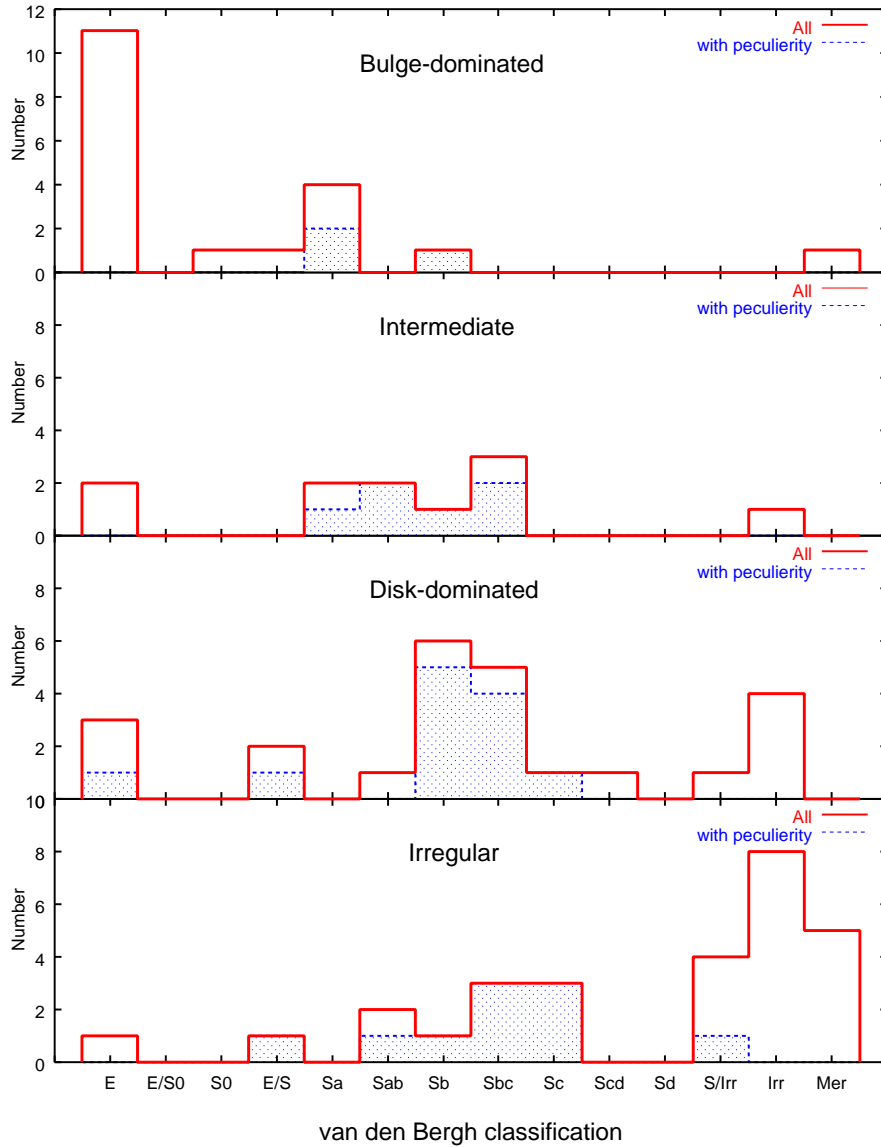 12
10
8
6
4
2
0
Number
Bulge-dominated
All
with peculierity
8
6
4
2
0
Number
Intermediate
All
with peculierity
8
6
4
2
10
Number
Disk-dominated
All
with peculierity
8
6
4
2
0
Number
Irregular
All
with peculierity
E E/S0 S0 E/S Sa Sab Sb Sbc Sc Scd Sd S/Irr Irr Mer
van den Bergh classification